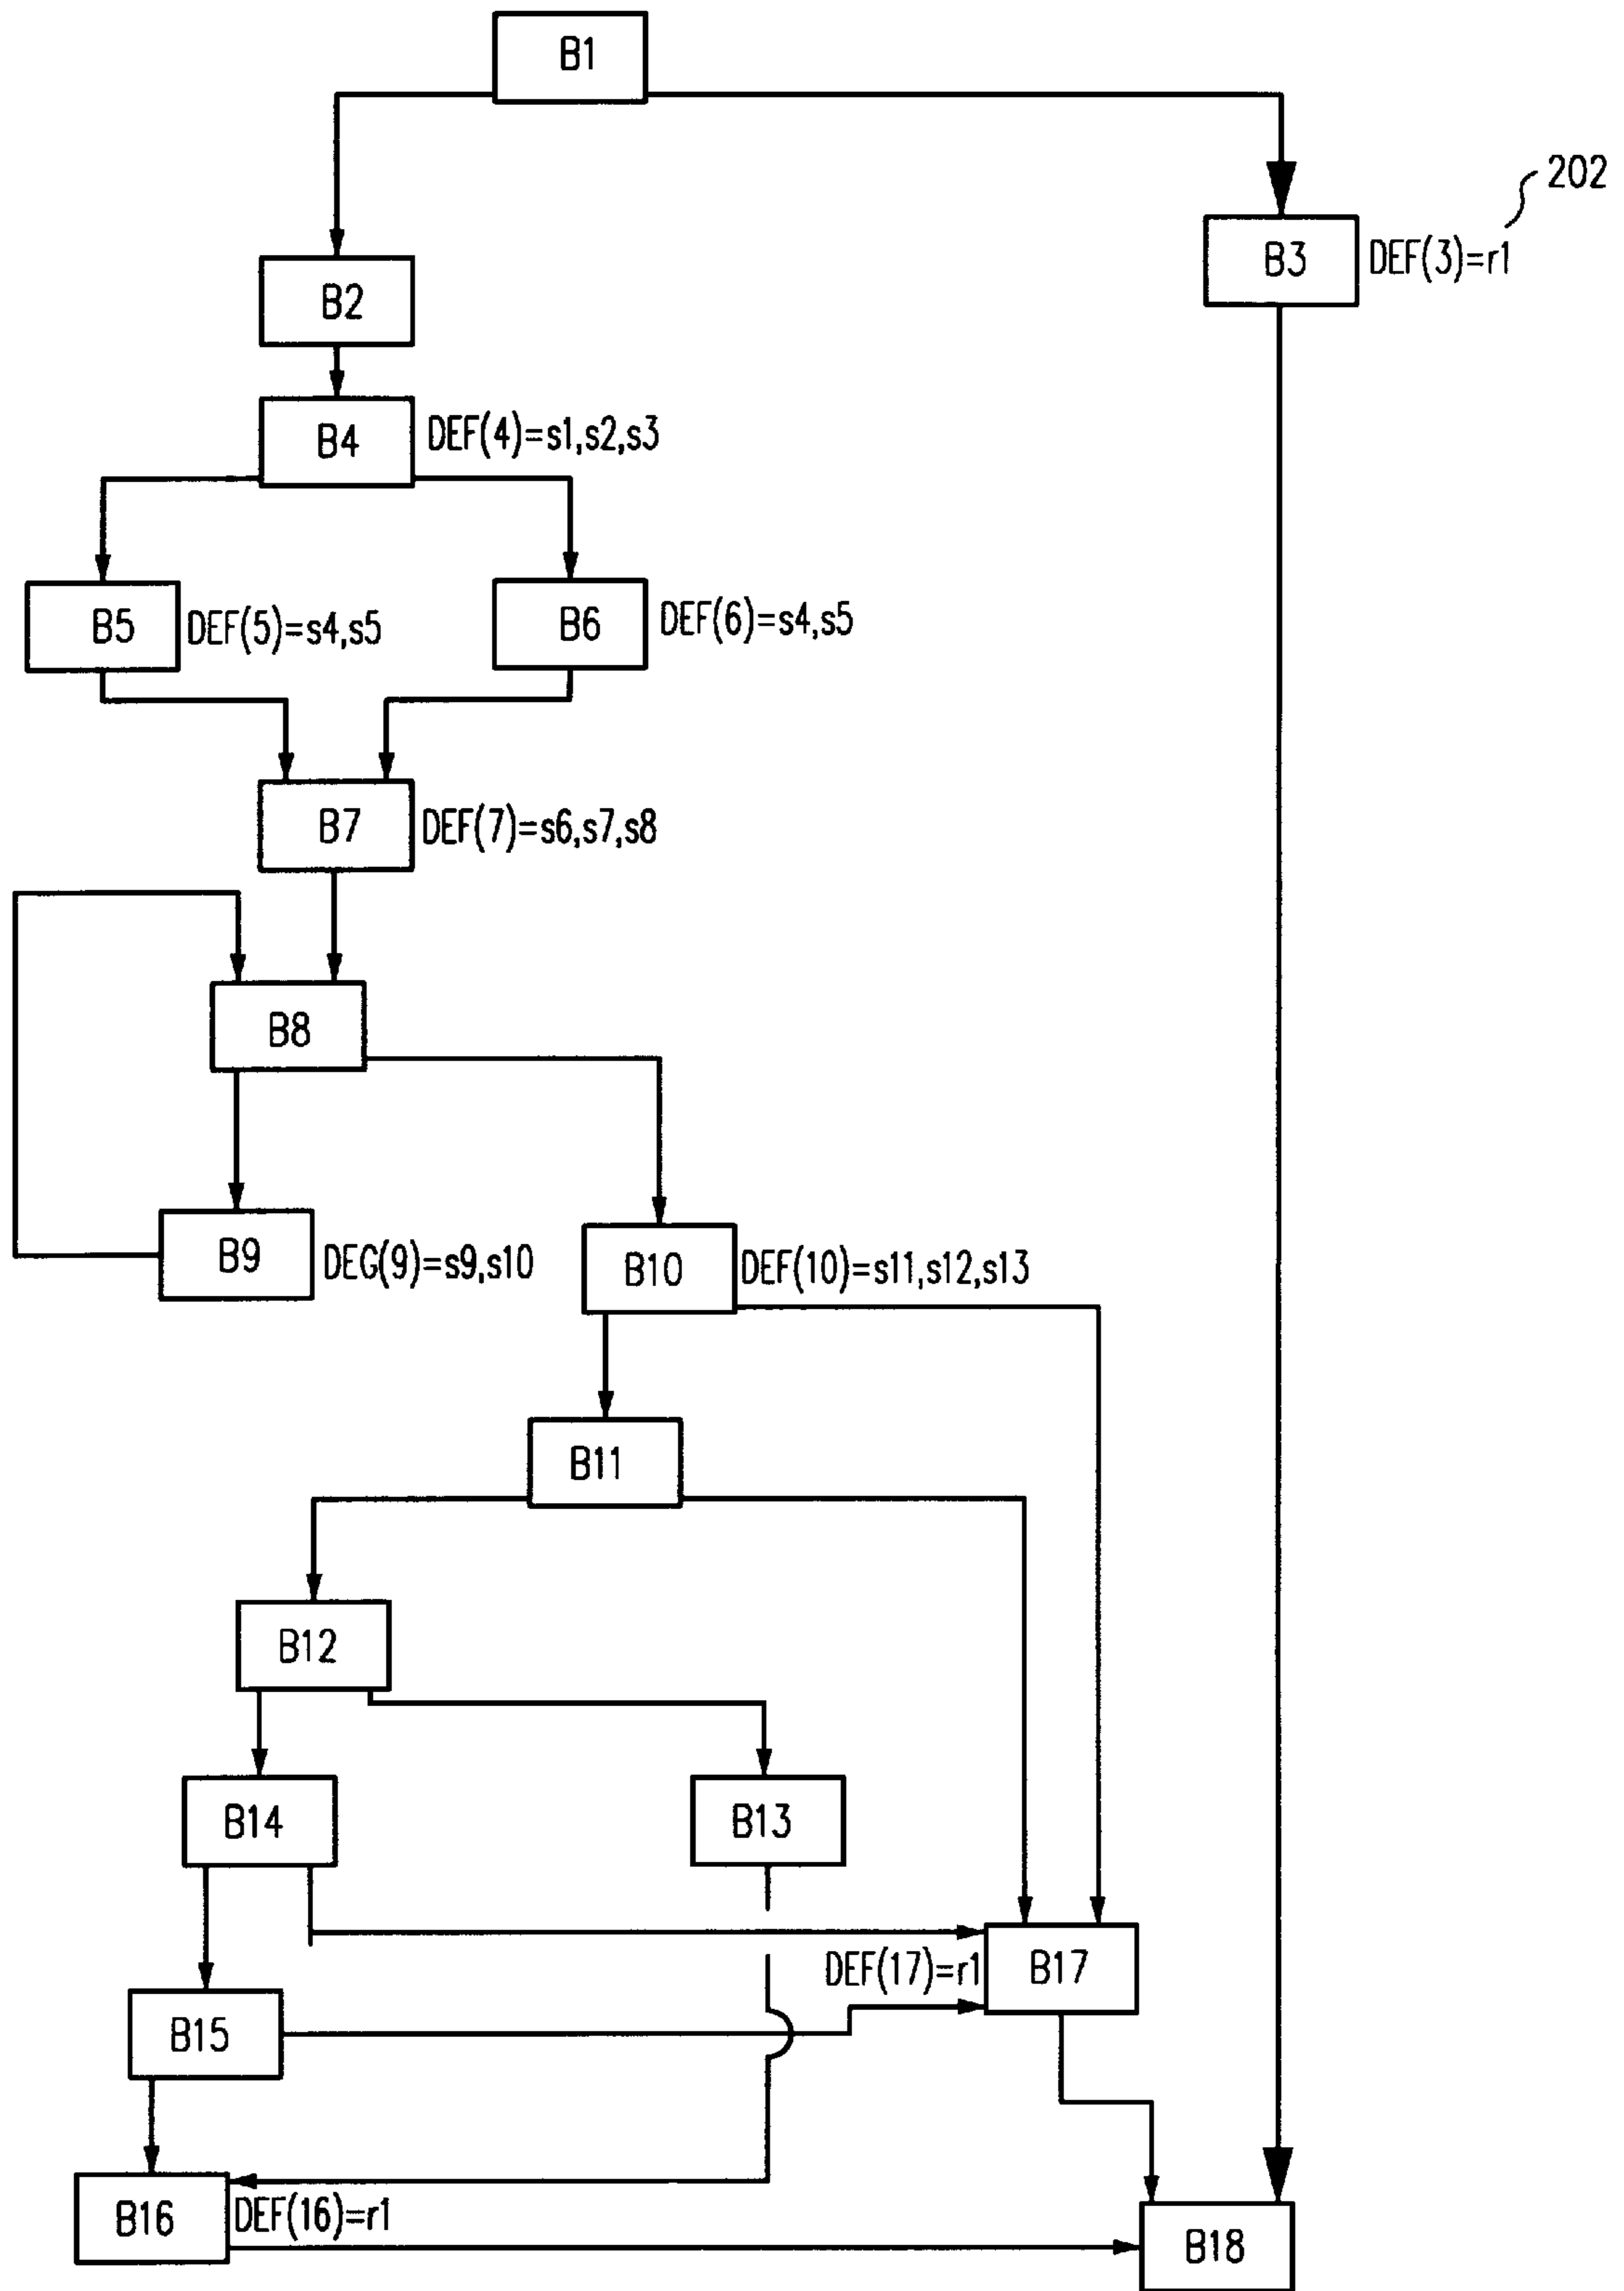 B1
202
B3 DEF(3)=r1
B2
B4 DEF(4)=s1,s2,s3
B5 DEF(5)=s4,s5
B6 DEF(6)=s4,s5
B7 DEF(7)=s6,s7,s8
B8
B9 DEG(9)=s9,s10
B10 DEF(10)=s11,s12,s13
B11
B12
B14
B13
DEF(17)=r1 B17
B15
B16 DEF(16)=r1
B18